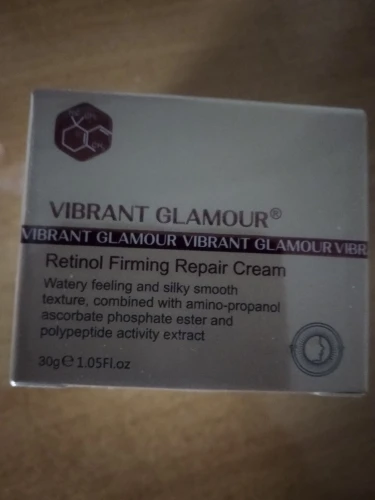 VIBRANT GLAMOUR®
VIBRANT GLAMOUR VIBRANT GLAMOUR VIBR
Retinol Firming Repair Cream
Watery feeling and silky smooth
texture, combined with amino-propanol
ascorbate phosphate ester and
polypeptide activity extract
30g℮1.05Fl.oz